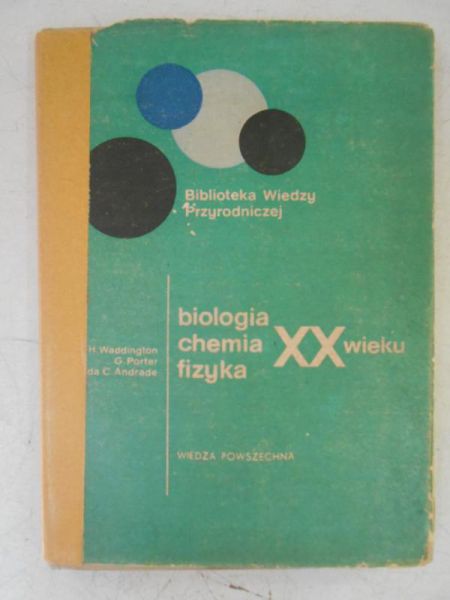 Biblioteka Wiedzy
Przyrodniczej
biologia
chemia
fizyka
XX wieku
H. Waddington
G. Porter
da C. Andrade
WIEDZA POWSZECHNA